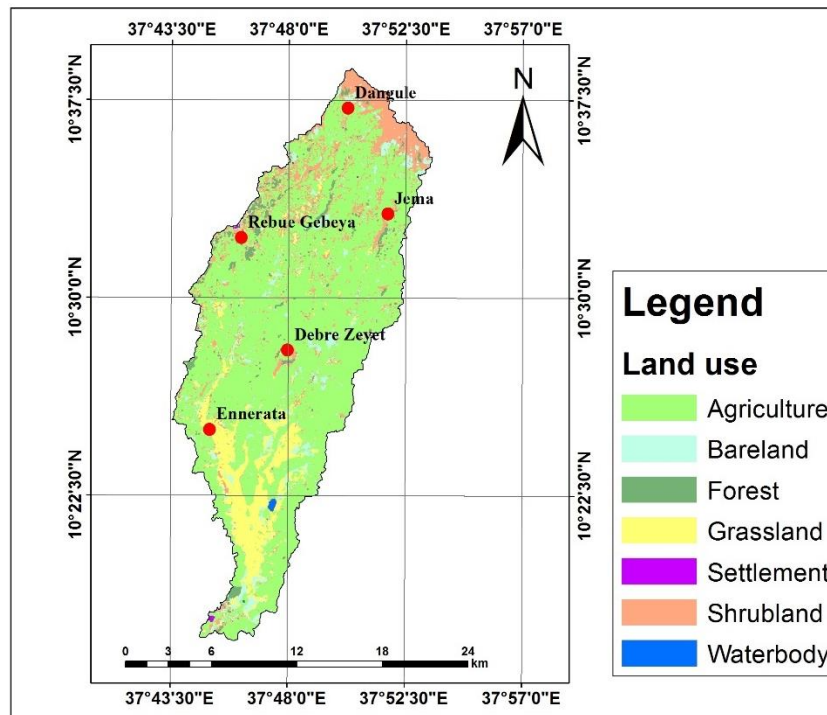 37°43'30"E 37°48'0"E 37°52'30"E 37°57'0"E
N
10°37'30"N
10°37'30"N
Dangule
Jema
Rebue Gebeya
10°30'0"N
10°30'0"N
Debre Zeyet
Ennerata
10°22'30"N
10°22'30"N
0 3 6 12 18 24
km
37°43'30"E 37°48'0"E 37°52'30"E 37°57'0"E
Legend
Land use
Agriculture
Bareland
Forest
Grassland
Settlement
Shrubland
Waterbody